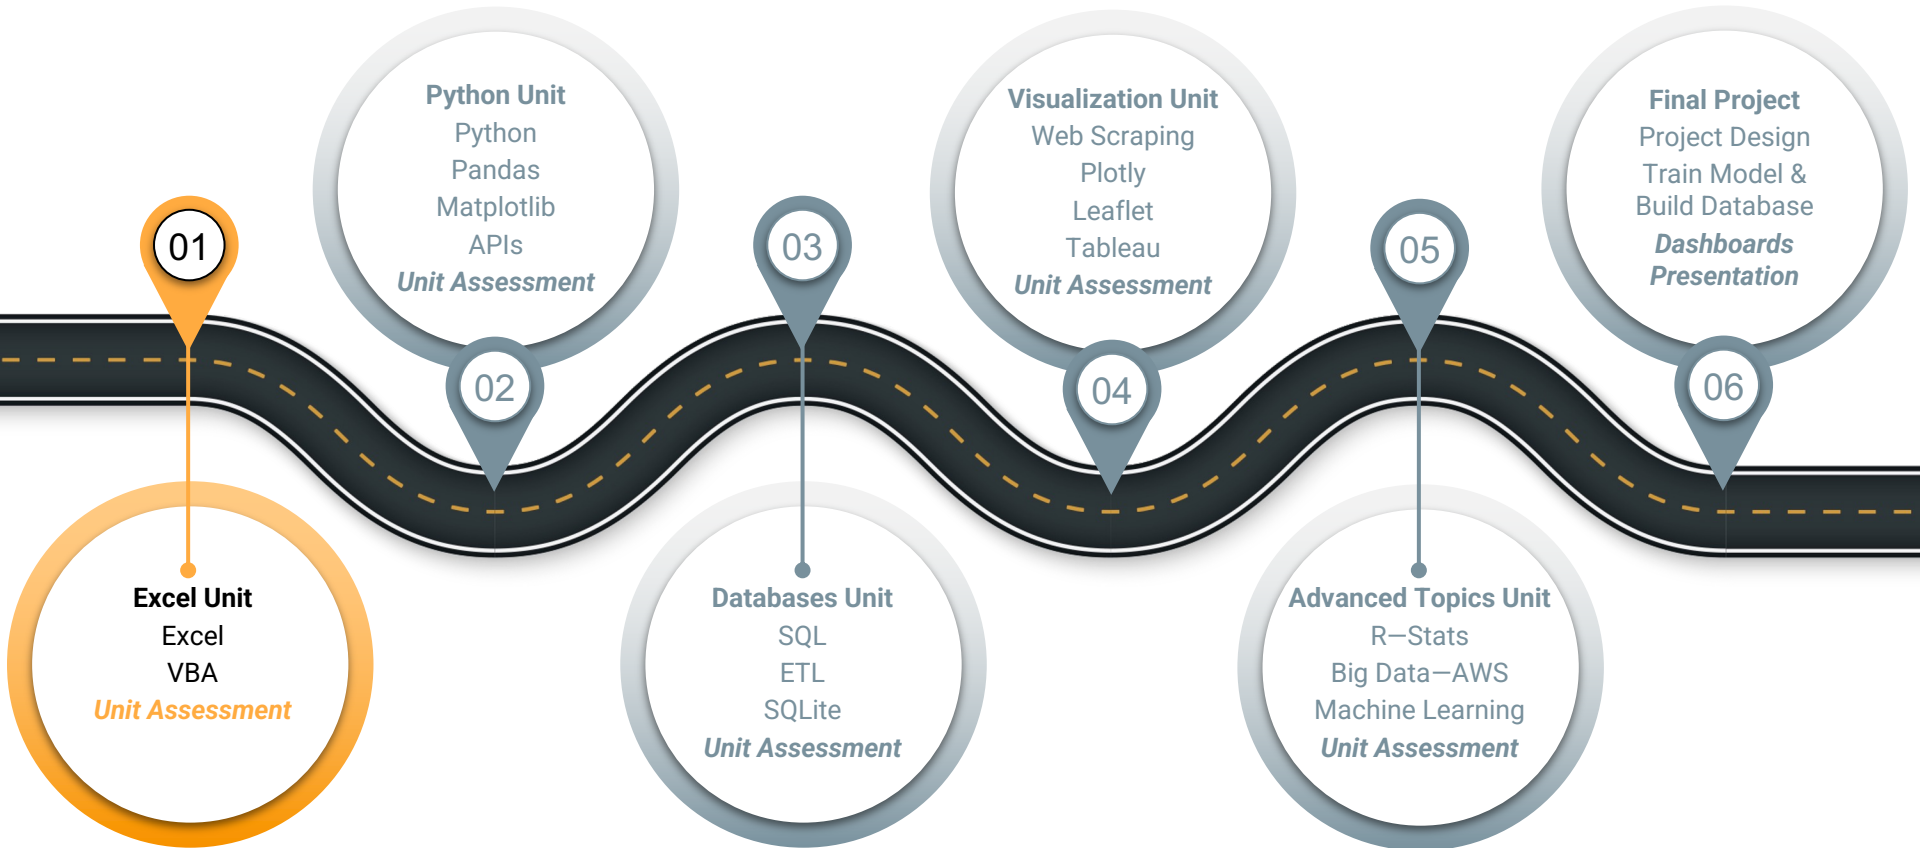 01
Excel Unit
Excel
VBA
Unit Assessment
Python Unit
Python
Pandas
Matplotlib
APIs
Unit Assessment
02
03
Databases Unit
SQL
ETL
SQLite
Unit Assessment
Visualization Unit
Web Scraping
Plotly
Leaflet
Tableau
Unit Assessment
04
05
Advanced Topics Unit
R—Stats
Big Data—AWS
Machine Learning
Unit Assessment
Final Project
Project Design
Train Model &
Build Database
Dashboards
Presentation
06